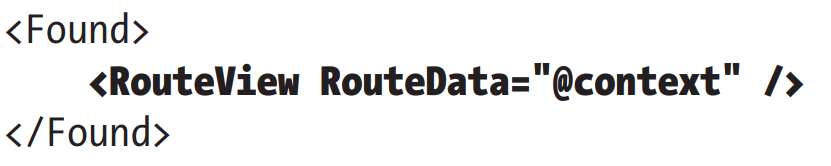 <Found>
    <RouteView RouteData="@context" />
</Found>